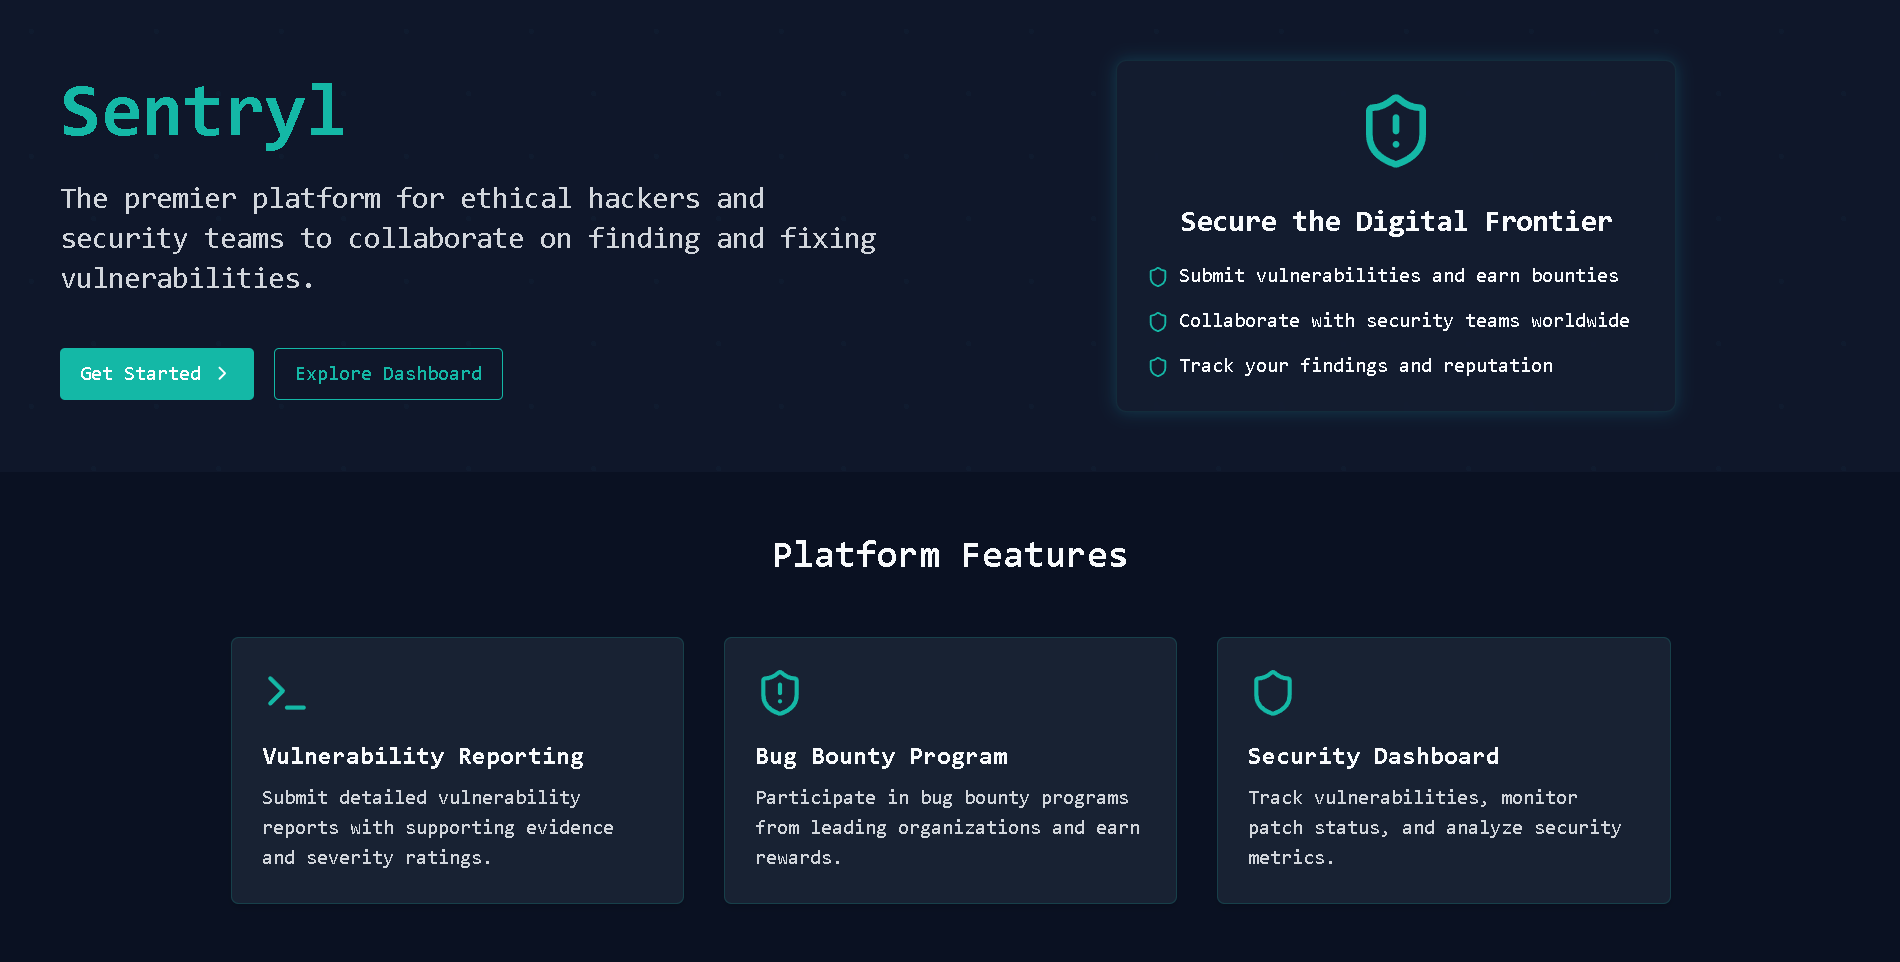 Sentryl
The premier platform for ethical hackers and
security teams to collaborate on finding and fixing
vulnerabilities.
Get Started
Explore Dashboard
Secure the Digital Frontier
Submit vulnerabilities and earn bounties
Collaborate with security teams worldwide
Track your findings and reputation
Platform Features
Vulnerability Reporting
Submit detailed vulnerability
reports with supporting evidence
and severity ratings.
Bug Bounty Program
Participate in bug bounty programs
from leading organizations and earn
rewards.
Security Dashboard
Track vulnerabilities, monitor
patch status, and analyze security
metrics.